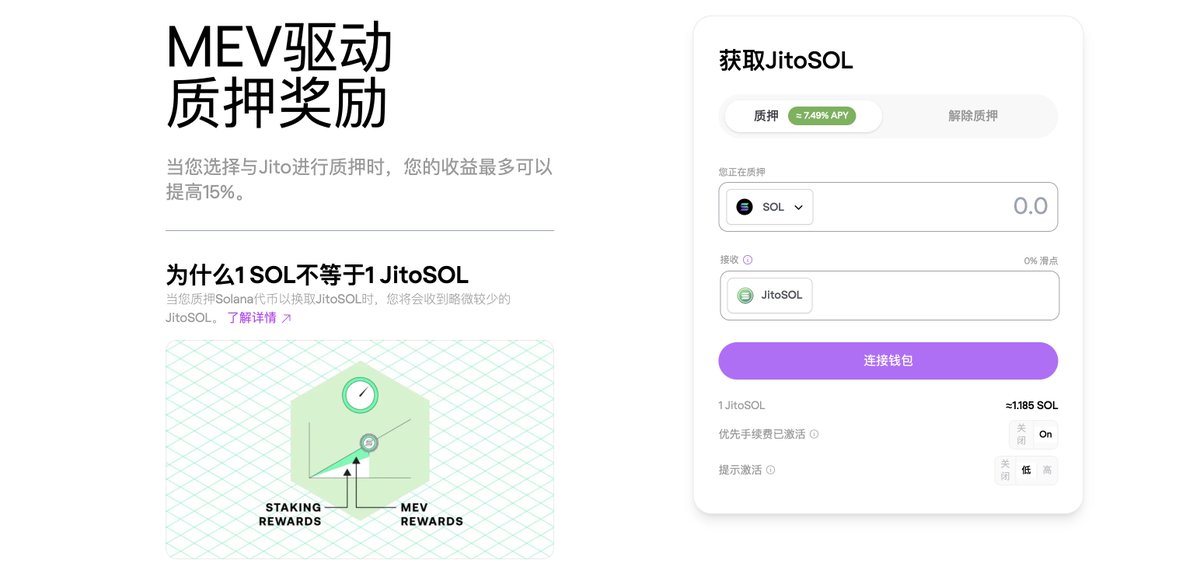 MEV驱动
质押奖励
当您选择与Jito进行质押时，您的收益最多可以
提高15%。
为什么1 SOL不等于1 JitoSOL
当您质押Solana代币以换取JitoSOL时，您将会收到略微较少的
JitoSOL。 了解详情 ↗
STAKING
REWARDS
MEV
REWARDS
获取JitoSOL
质押 ≈ 7.49% APY 解除质押
您正在质押
SOL 0.0
接收 0% 滑点
JitoSOL
连接钱包
1 JitoSOL ≈1.185 SOL
优先手续费已激活 关闭 On
提示激活 关闭 低 高